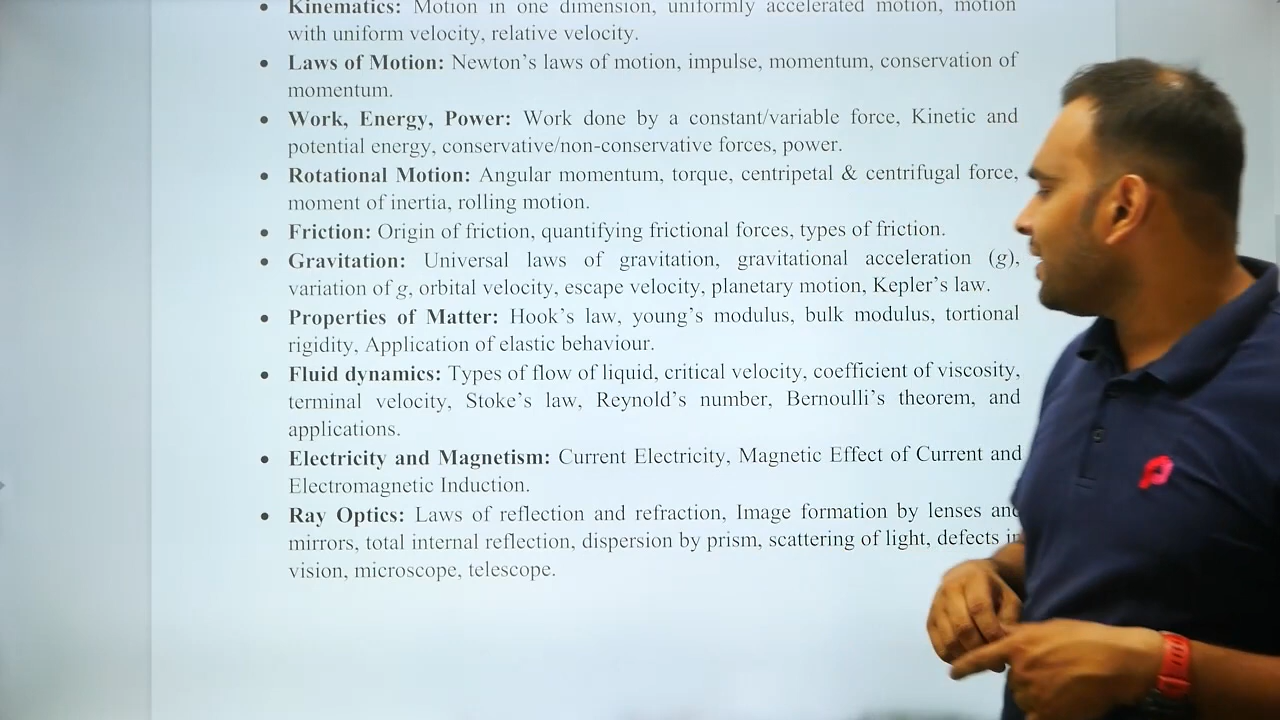 • Kinematics: Motion in one dimension, uniformly accelerated motion, motion
with uniform velocity, relative velocity.
• Laws of Motion: Newton's laws of motion, impulse, momentum, conservation of
momentum.
• Work, Energy, Power: Work done by a constant/variable force, Kinetic and
potential energy, conservative/non-conservative forces, power.
• Rotational Motion: Angular momentum, torque, centripetal & centrifugal force,
moment of inertia, rolling motion.
• Friction: Origin of friction, quantifying frictional forces, types of friction.
• Gravitation: Universal laws of gravitation, gravitational acceleration (g),
variation of g, orbital velocity, escape velocity, planetary motion, Kepler's law.
• Properties of Matter: Hook's law, young's modulus, bulk modulus, tortional
rigidity, Application of elastic behaviour.
• Fluid dynamics: Types of flow of liquid, critical velocity, coefficient of viscosity,
terminal velocity, Stoke's law, Reynold's number, Bernoulli's theorem, and
applications.
• Electricity and Magnetism: Current Electricity, Magnetic Effect of Current and
Electromagnetic Induction.
• Ray Optics: Laws of reflection and refraction, Image formation by lenses and
mirrors, total internal reflection, dispersion by prism, scattering of light, defects in
vision, microscope, telescope.